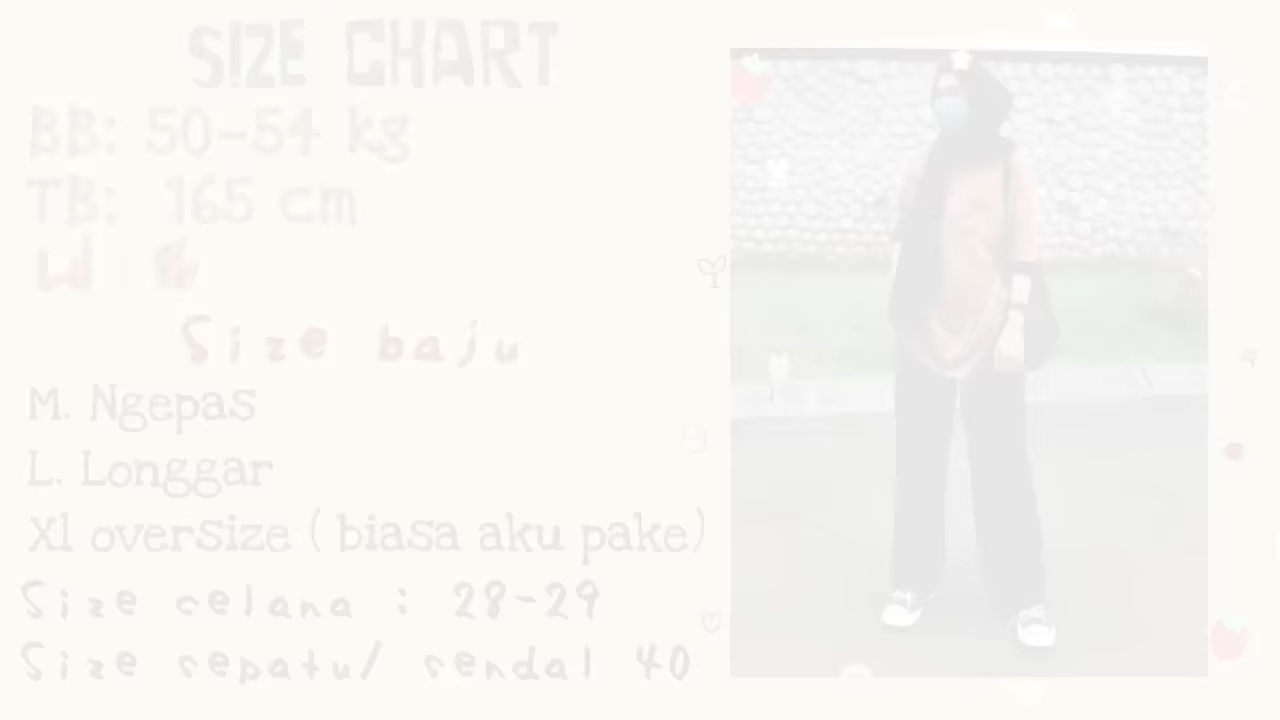 SIZE CHART
BB: 50-54 kg
TB: 165 cm
Size baju
M. Ngepas
L. Longgar
Xl oversize ( biasa aku pake)
Size celana : 28-29
Size sepatu/ sendal 40